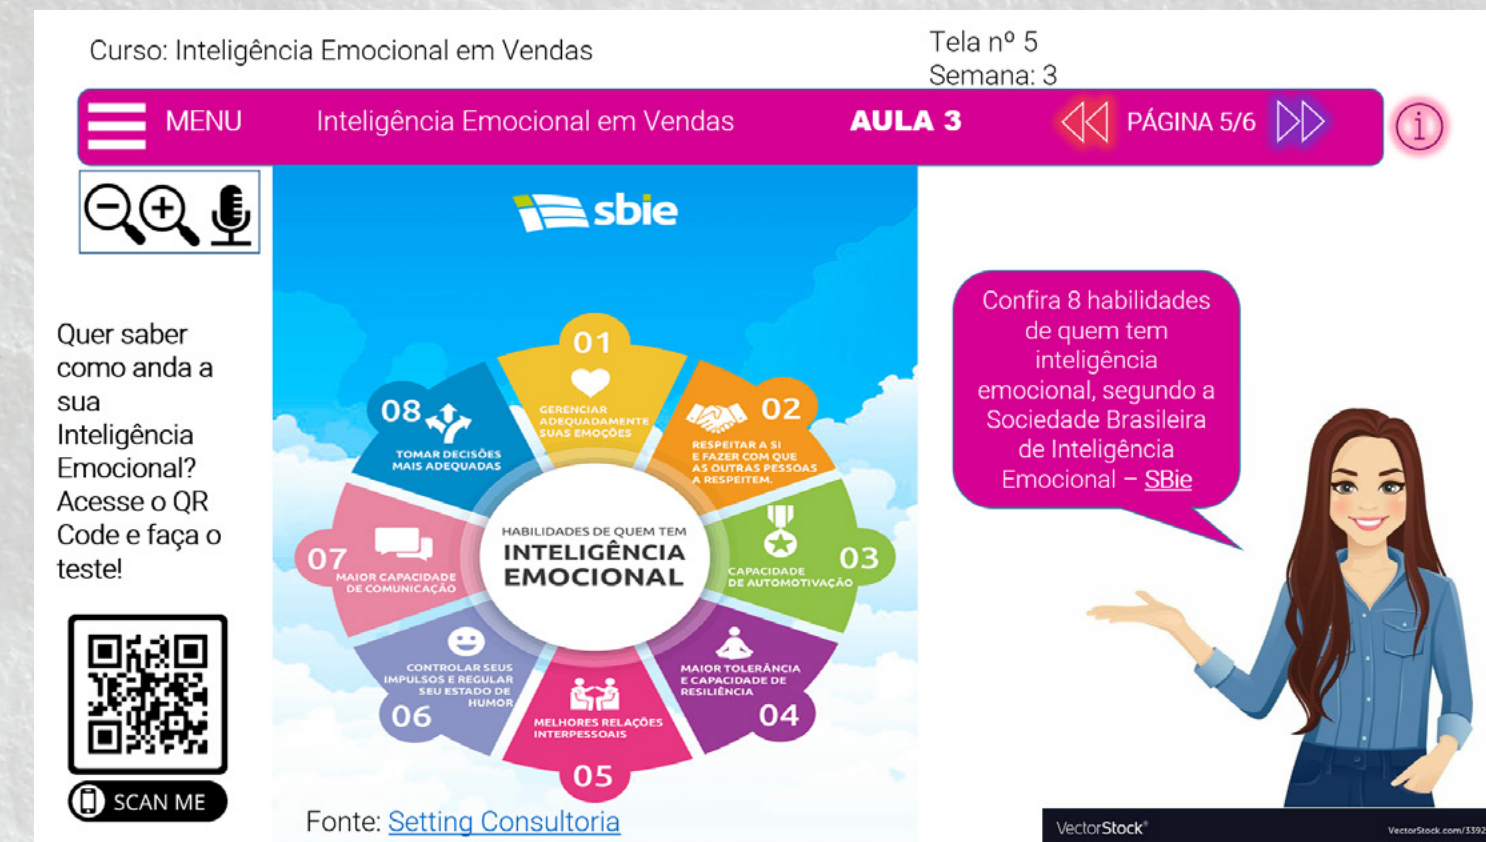 Curso: Inteligência Emocional em Vendas
Tela nº 5
Semana: 3
MENU
Inteligência Emocional em Vendas
AULA 3
PÁGINA 5/6
i
sbie
Quer saber
como anda a
sua
Inteligência
Emocional?
Acesse o QR
Code e faça o
teste!
SCAN ME
01
GERENCIAR
ADEQUADAMENTE
SUAS EMOÇÕES
02
RESPEITAR A SI
E FAZER COM QUE
AS OUTRAS PESSOAS
A RESPEITEM.
03
CAPACIDADE
DE AUTOMOTIVAÇÃO
04
MAIOR TOLERÂNCIA
E CAPACIDADE DE
RESILIÊNCIA
05
MELHORES RELAÇÕES
INTERPESSOAIS
06
CONTROLAR SEUS
IMPULSOS E REGULAR
SEU ESTADO DE
HUMOR
07
MAIOR CAPACIDADE
DE COMUNICAÇÃO
08
TOMAR DECISÕES
MAIS ADEQUADAS
HABILIDADES DE QUEM TEM
INTELIGÊNCIA
EMOCIONAL
Fonte: Setting Consultoria
Confira 8 habilidades
de quem tem
inteligência
emocional, segundo a
Sociedade Brasileira
de Inteligência
Emocional – SBie
VectorStock®
VectorStock.com/3392